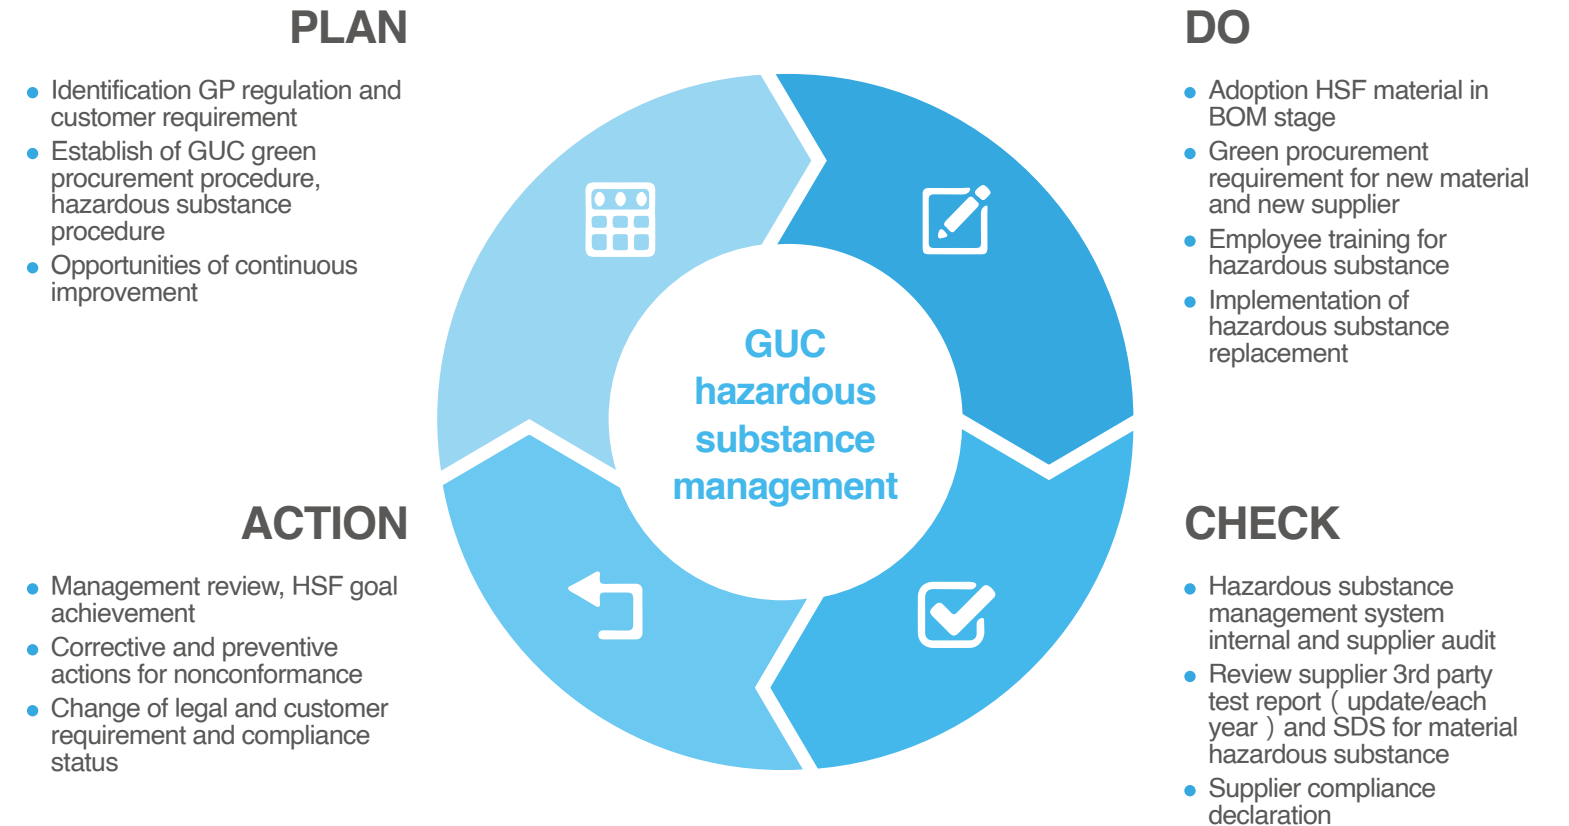 PLAN
Identification GP regulation and
customer requirement
Establish of GUC green
procurement procedure,
hazardous substance
procedure
Opportunities of continuous
improvement
DO
Adoption HSF material in
BOM stage
Green procurement
requirement for new material
and new supplier
Employee training for
hazardous substance
Implementation of
hazardous substance
replacement
GUC
hazardous
substance
management
ACTION
Management review, HSF goal
achievement
Corrective and preventive
actions for nonconformance
Change of legal and customer
requirement and compliance
status
CHECK
Hazardous substance
management system
internal and supplier audit
Review supplier 3rd party
test report（update/each
year）and SDS for material
hazardous substance
Supplier compliance
declaration